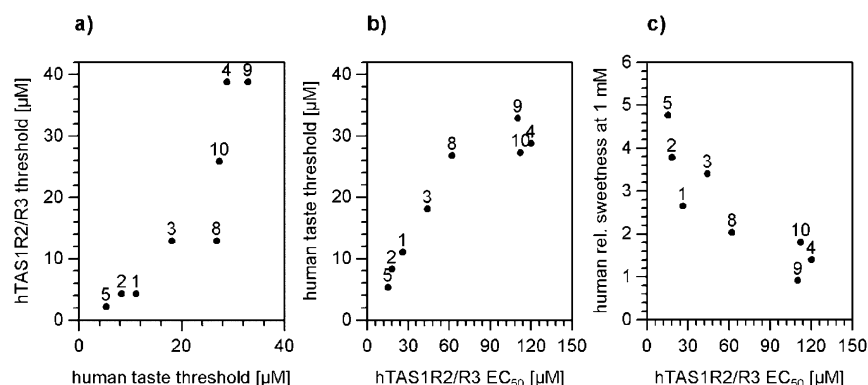 a)
hTAS1R2/R3 threshold [µM]
40
30
20
10
0
4 9
10
3 8
5 2 1
0 20 40
human taste threshold [µM]
b)
human taste threshold [µM]
40
30
20
10
0
9
10 4
8
3
1
2
5
0 30 60 90 120 150
hTAS1R2/R3 EC50 [µM]
c)
human rel. sweetness at 1 mM
6
5
4
3
2
1
0
5
2
3
1
8
10
4
9
0 30 60 90 120 150
hTAS1R2/R3 EC50 [µM]